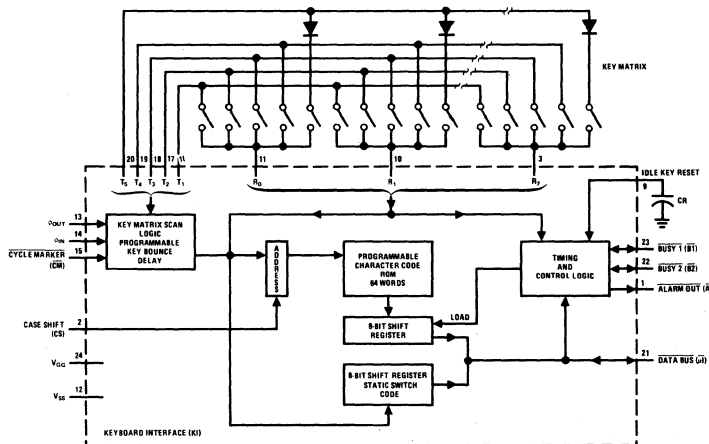 KEY MATRIX
20 19 18 17 11
11
10
3
T5 T4 T3 T2 T1
R0
R1
R7
IDLE KEY RESET
9
CR
13
14
φIN
15
CYCLE MARKER
(CM)
KEY MATRIX SCAN
LOGIC
PROGRAMMABLE
KEY BOUNCE
DELAY
ADDRESS
PROGRAMMABLE
CHARACTER CODE
ROM
64 WORDS
TIMING
AND
CONTROL LOGIC
23
BUSY 1 (B1)
22
BUSY 2 (B2)
1
ALARM OUT
LOAD
CASE SHIFT
(CS)
2
8-BIT SHIFT
REGISTER
21
DATA BUS
24
VGG
8-BIT SHIFT REGISTER
STATIC SWITCH
CODE
12
VSS
KEYBOARD INTERFACE (KI)